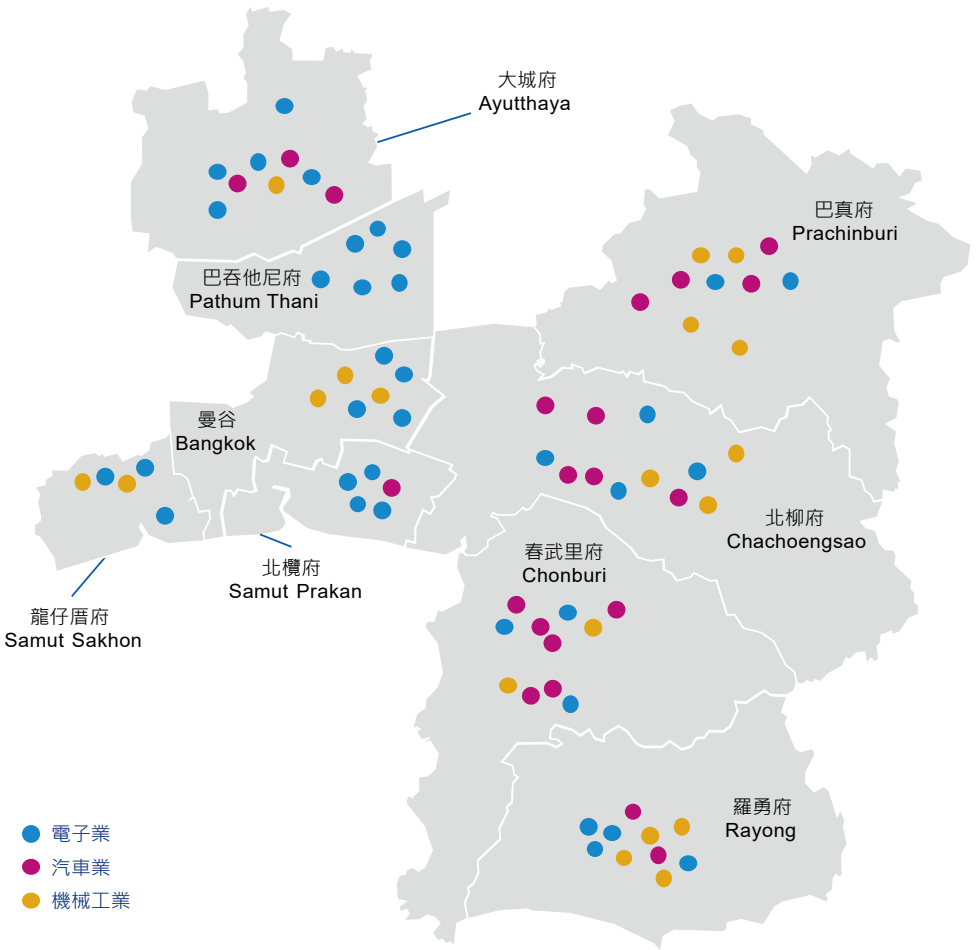 大城府
Ayutthaya
巴真府
Prachinburi
巴吞他尼府
Pathum Thani
曼谷
Bangkok
北柳府
Chachoengsao
春武里府
Chonburi
北欖府
Samut Prakan
龍仔厝府
Samut Sakhon
羅勇府
Rayong
電子業
汽車業
機械工業